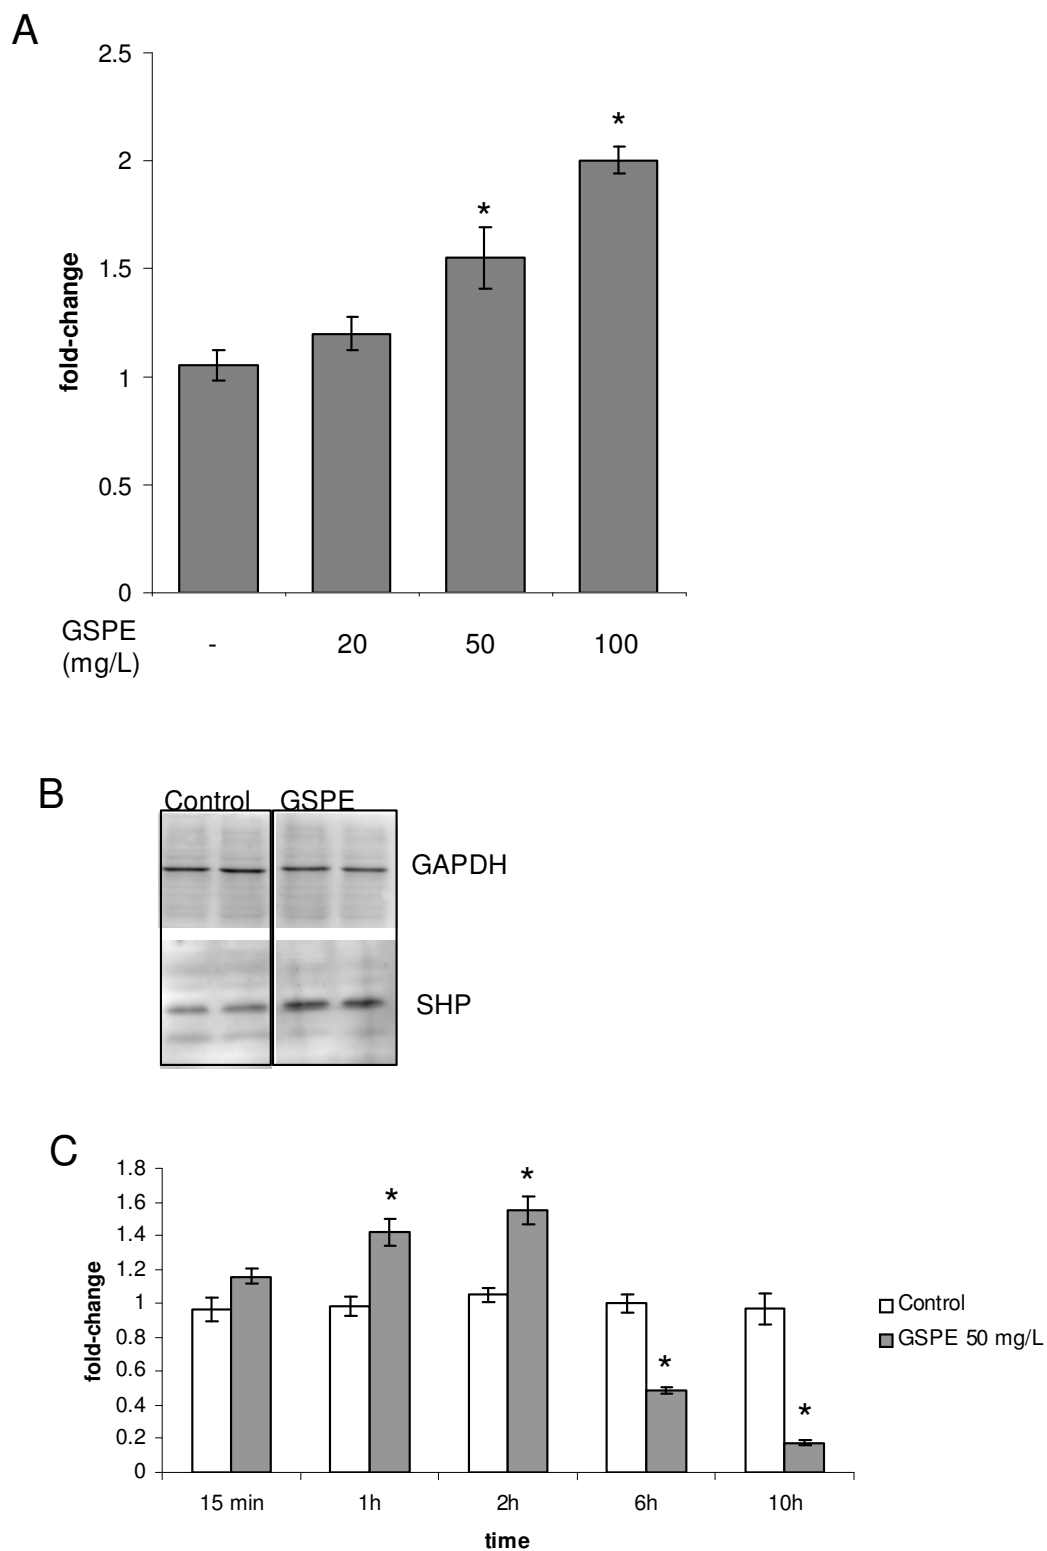 A
2.5
2
1.5
1
0.5
0
fold-change
*
*
GSPE
(mg/L)
- 20 50 100
B
Control GSPE
GAPDH
SHP
C
1.8
1.6
1.4
1.2
1
0.8
0.6
0.4
0.2
0
fold-change
*
*
*
*
Control
GSPE 50 mg/L
15 min 1h 2h 6h 10h
time